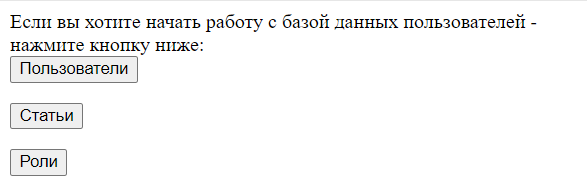 Если вы хотите начать работу с базой данных пользователей -
нажмите кнопку ниже:
Пользователи
Статьи
Роли